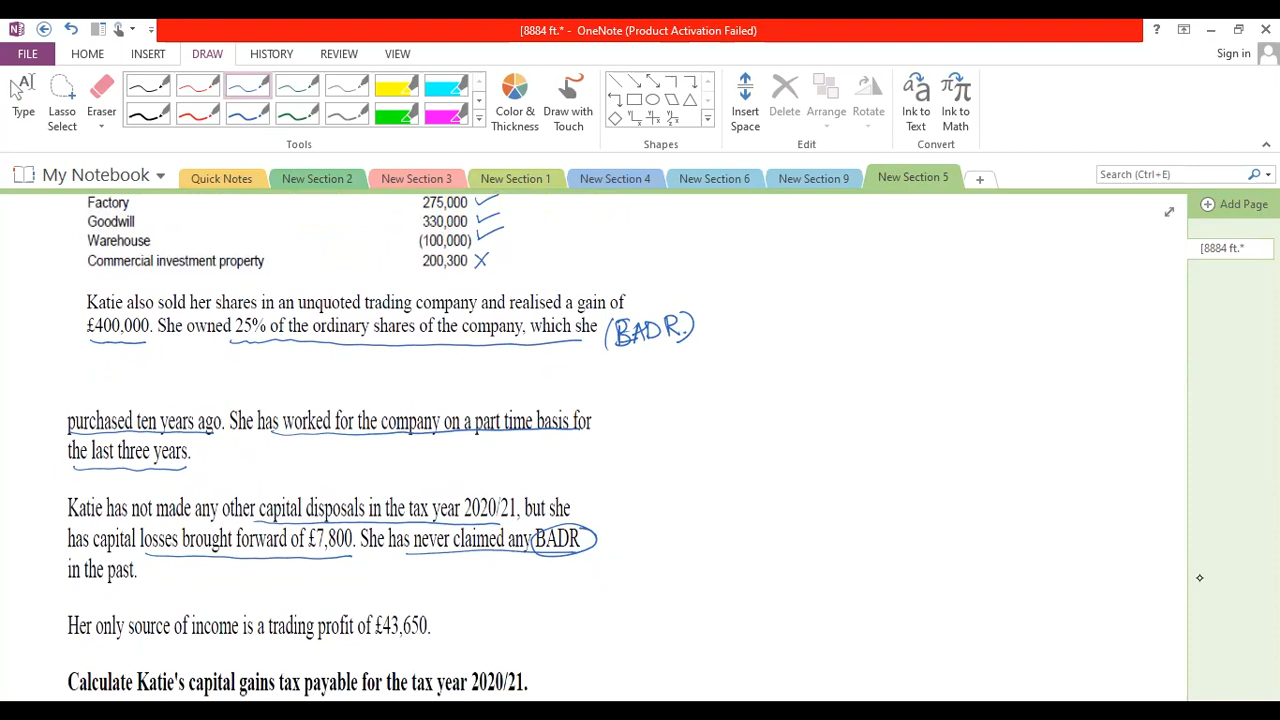 [8884 ft.* - OneNote (Product Activation Failed)
Sign in
FILE HOME INSERT DRAW HISTORY REVIEW VIEW
Type
Lasso Select
Eraser
Color & Thickness
Draw with Touch
Insert Space
Delete
Arrange
Rotate
Ink to Text
Ink to Math
Tools Shapes Edit Convert
My Notebook Quick Notes New Section 2 New Section 3 New Section 1 New Section 4 New Section 6 New Section 9 New Section 5 Search (Ctrl+E)
Add Page
[8884 ft.*
Factory 275,000
Goodwill 330,000
Warehouse (100,000)
Commercial investment property 200,300
Katie also sold her shares in an unquoted trading company and realised a gain of
£400,000. She owned 25% of the ordinary shares of the company, which she (BADR.)
purchased ten years ago. She has worked for the company on a part time basis for
the last three years.
Katie has not made any other capital disposals in the tax year 2020/21, but she
has capital losses brought forward of £7,800. She has never claimed any BADR
in the past.
Her only source of income is a trading profit of £43,650.
Calculate Katie's capital gains tax payable for the tax year 2020/21.